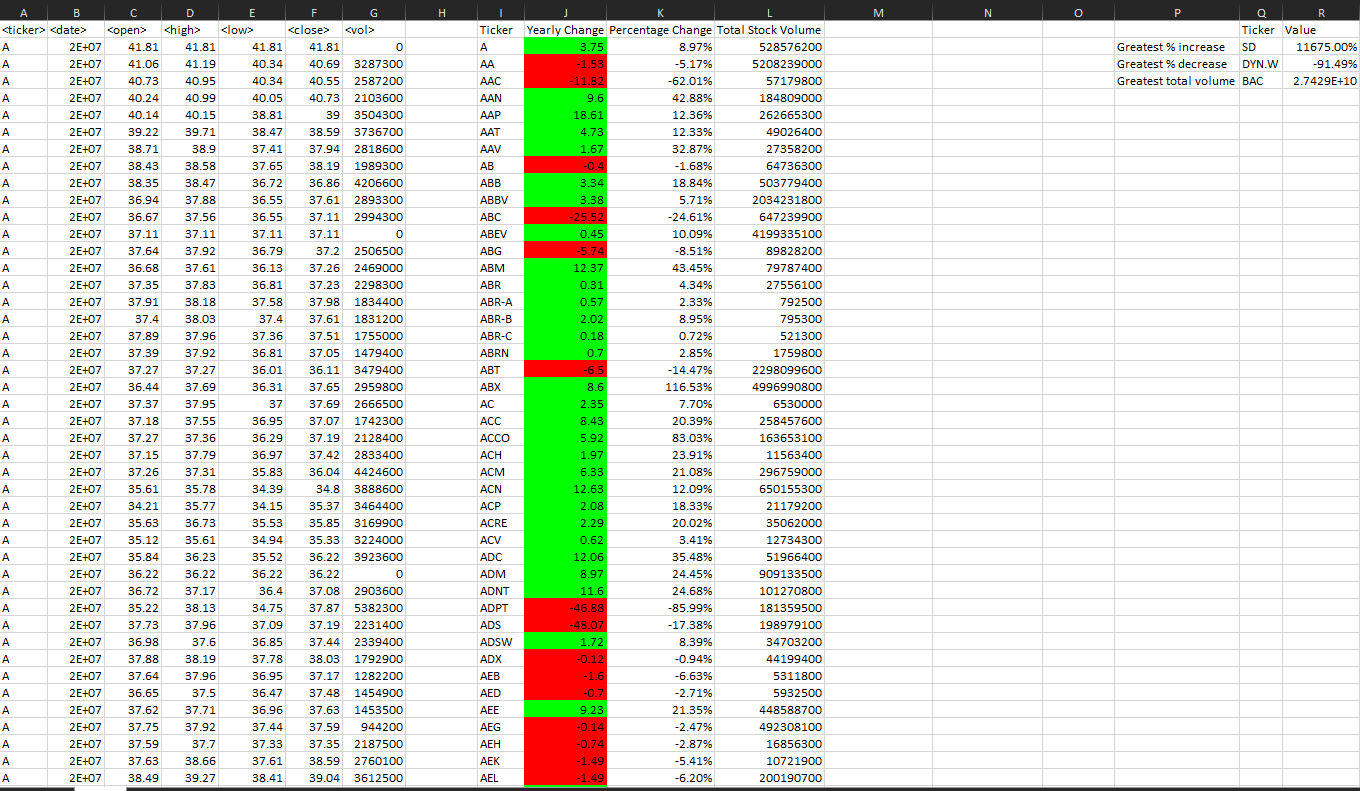 A B C D E F G H I J K L M N O P Q R
<ticker> <date> <open> <high> <low> <close> <vol> Ticker Yearly Change Percentage Change Total Stock Volume Ticker Value
A 2E+07 41.81 41.81 41.81 41.81 0 A 3.75 8.97% 528576200 Greatest % increase SD 11675.00%
A 2E+07 41.06 41.19 40.34 40.69 3287300 AA -1.53 -5.17% 5208239000 Greatest % decrease DYN.W -91.49%
A 2E+07 40.73 40.95 40.34 40.55 2587200 AAC -11.82 -62.01% 57179800 Greatest total volume BAC 2.7429E+10
A 2E+07 40.24 40.99 40.05 40.73 2103600 AAN 9.6 42.88% 184809000
A 2E+07 40.14 40.15 38.81 39 3504300 AAP 18.61 12.36% 262665300
A 2E+07 39.22 39.71 38.47 38.59 3736700 AAT 4.73 12.33% 49026400
A 2E+07 38.71 38.9 37.41 37.94 2818600 AAV 1.67 32.87% 27358200
A 2E+07 38.43 38.58 37.65 38.19 1989300 AB -0.4 -1.68% 64736300
A 2E+07 38.35 38.47 36.72 36.86 4206600 ABB 3.34 18.84% 503779400
A 2E+07 36.94 37.88 36.55 37.61 2893300 ABBV 3.38 5.71% 2034231800
A 2E+07 36.67 37.56 36.55 37.11 2994300 ABC -25.52 -24.61% 647239900
A 2E+07 37.11 37.11 37.11 37.11 0 ABEV 0.45 10.09% 4199335100
A 2E+07 37.64 37.92 36.79 37.2 2506500 ABG -5.74 -8.51% 89828200
A 2E+07 36.68 37.61 36.13 37.26 2469000 ABM 12.37 43.45% 79787400
A 2E+07 37.35 37.83 36.81 37.23 2298300 ABR 0.31 4.34% 27556100
A 2E+07 37.91 38.18 37.58 37.98 1834400 ABR-A 0.57 2.33% 792500
A 2E+07 37.4 38.03 37.4 37.61 1831200 ABR-B 2.02 8.95% 795300
A 2E+07 37.89 37.96 37.36 37.51 1755000 ABR-C 0.18 0.72% 521300
A 2E+07 37.39 37.92 36.81 37.05 1479400 ABRN 0.7 2.85% 1759800
A 2E+07 37.27 37.27 36.01 36.11 3479400 ABT -6.5 -14.47% 2298099600
A 2E+07 36.44 37.69 36.31 37.65 2959800 ABX 8.6 116.53% 4996990800
A 2E+07 37.37 37.95 37 37.69 2666500 AC 2.35 7.70% 6530000
A 2E+07 37.18 37.55 36.95 37.07 1742300 ACC 8.43 20.39% 258457600
A 2E+07 37.27 37.36 36.29 37.19 2128400 ACCO 5.92 83.03% 163653100
A 2E+07 37.15 37.79 36.97 37.42 2833400 ACH 1.97 23.91% 11563400
A 2E+07 37.26 37.31 35.83 36.04 4424600 ACM 6.33 21.08% 296759000
A 2E+07 35.61 35.78 34.39 34.8 3888600 ACN 12.63 12.09% 650155300
A 2E+07 34.21 35.77 34.15 35.37 3464400 ACP 2.08 18.33% 21179200
A 2E+07 35.63 36.73 35.53 35.85 3169900 ACRE 2.29 20.02% 35062000
A 2E+07 35.12 35.61 34.94 35.33 3224000 ACV 0.62 3.41% 12734300
A 2E+07 35.84 36.23 35.52 36.22 3923600 ADC 12.06 35.48% 51966400
A 2E+07 36.22 36.22 36.22 36.22 0 ADM 8.97 24.45% 909133500
A 2E+07 36.72 37.17 36.4 37.08 2903600 ADNT 11.6 24.68% 101270800
A 2E+07 35.22 38.13 34.75 37.87 5382300 ADPT -46.88 -85.99% 181359500
A 2E+07 37.73 37.96 37.09 37.19 2231400 ADS -48.07 -17.38% 198979100
A 2E+07 36.98 37.6 36.85 37.44 2339400 ADSW 1.72 8.39% 34703200
A 2E+07 37.88 38.19 37.78 38.03 1792900 ADX -0.12 -0.94% 44199400
A 2E+07 37.64 37.96 36.95 37.17 1282200 AEB -1.6 -6.63% 5311800
A 2E+07 36.65 37.5 36.47 37.48 1454900 AED -0.7 -2.71% 5932500
A 2E+07 37.62 37.71 36.96 37.63 1453500 AEE 9.23 21.35% 448588700
A 2E+07 37.75 37.92 37.44 37.59 944200 AEG -0.14 -2.47% 492308100
A 2E+07 37.59 37.7 37.33 37.35 2187500 AEH -0.74 -2.87% 16856300
A 2E+07 37.63 38.66 37.61 38.59 2760100 AEK -1.49 -5.41% 10721900
A 2E+07 38.49 39.27 38.41 39.04 3612500 AEL -1.49 -6.20% 200190700